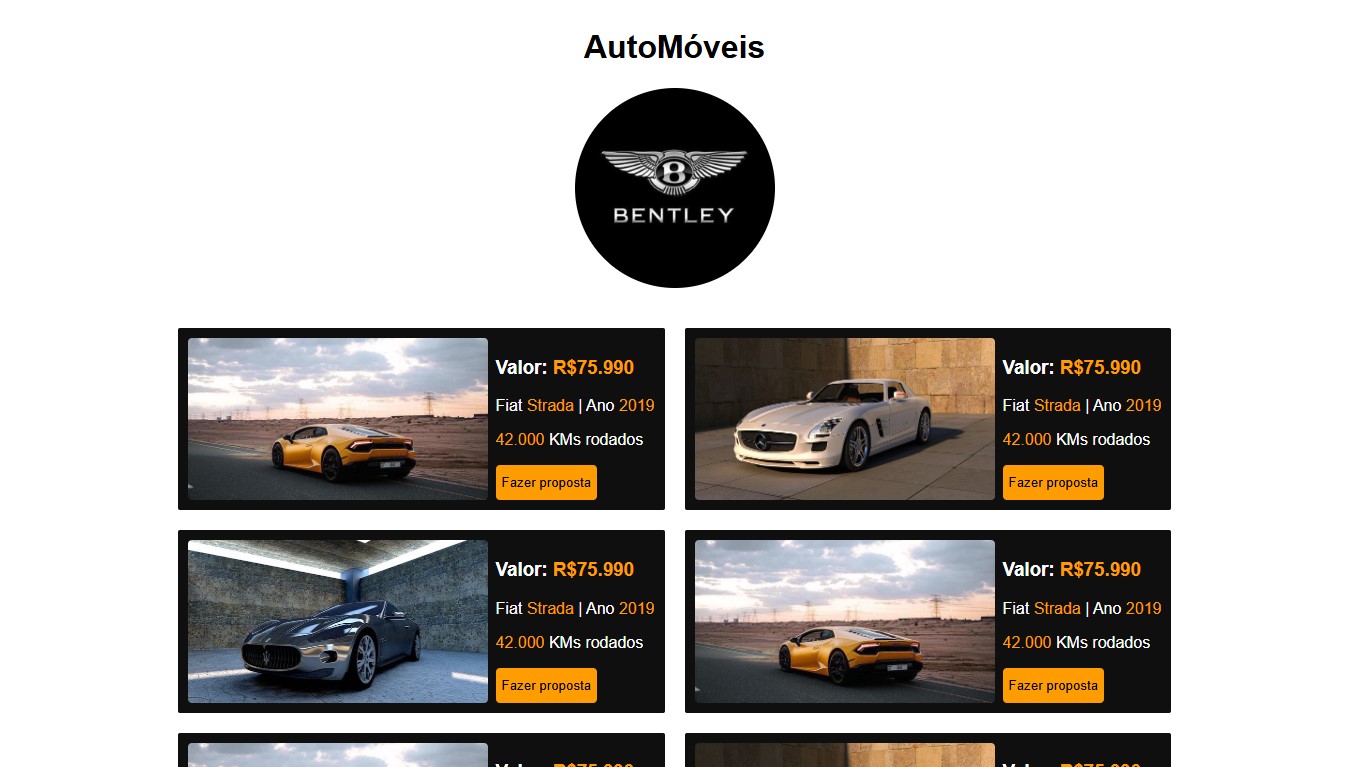 AutoMóveis
B
BENTLEY
Valor: R$75.990
Fiat Strada | Ano 2019
42.000 KMs rodados
Fazer proposta
Valor: R$75.990
Fiat Strada | Ano 2019
42.000 KMs rodados
Fazer proposta
Valor: R$75.990
Fiat Strada | Ano 2019
42.000 KMs rodados
Fazer proposta
Valor: R$75.990
Fiat Strada | Ano 2019
42.000 KMs rodados
Fazer proposta